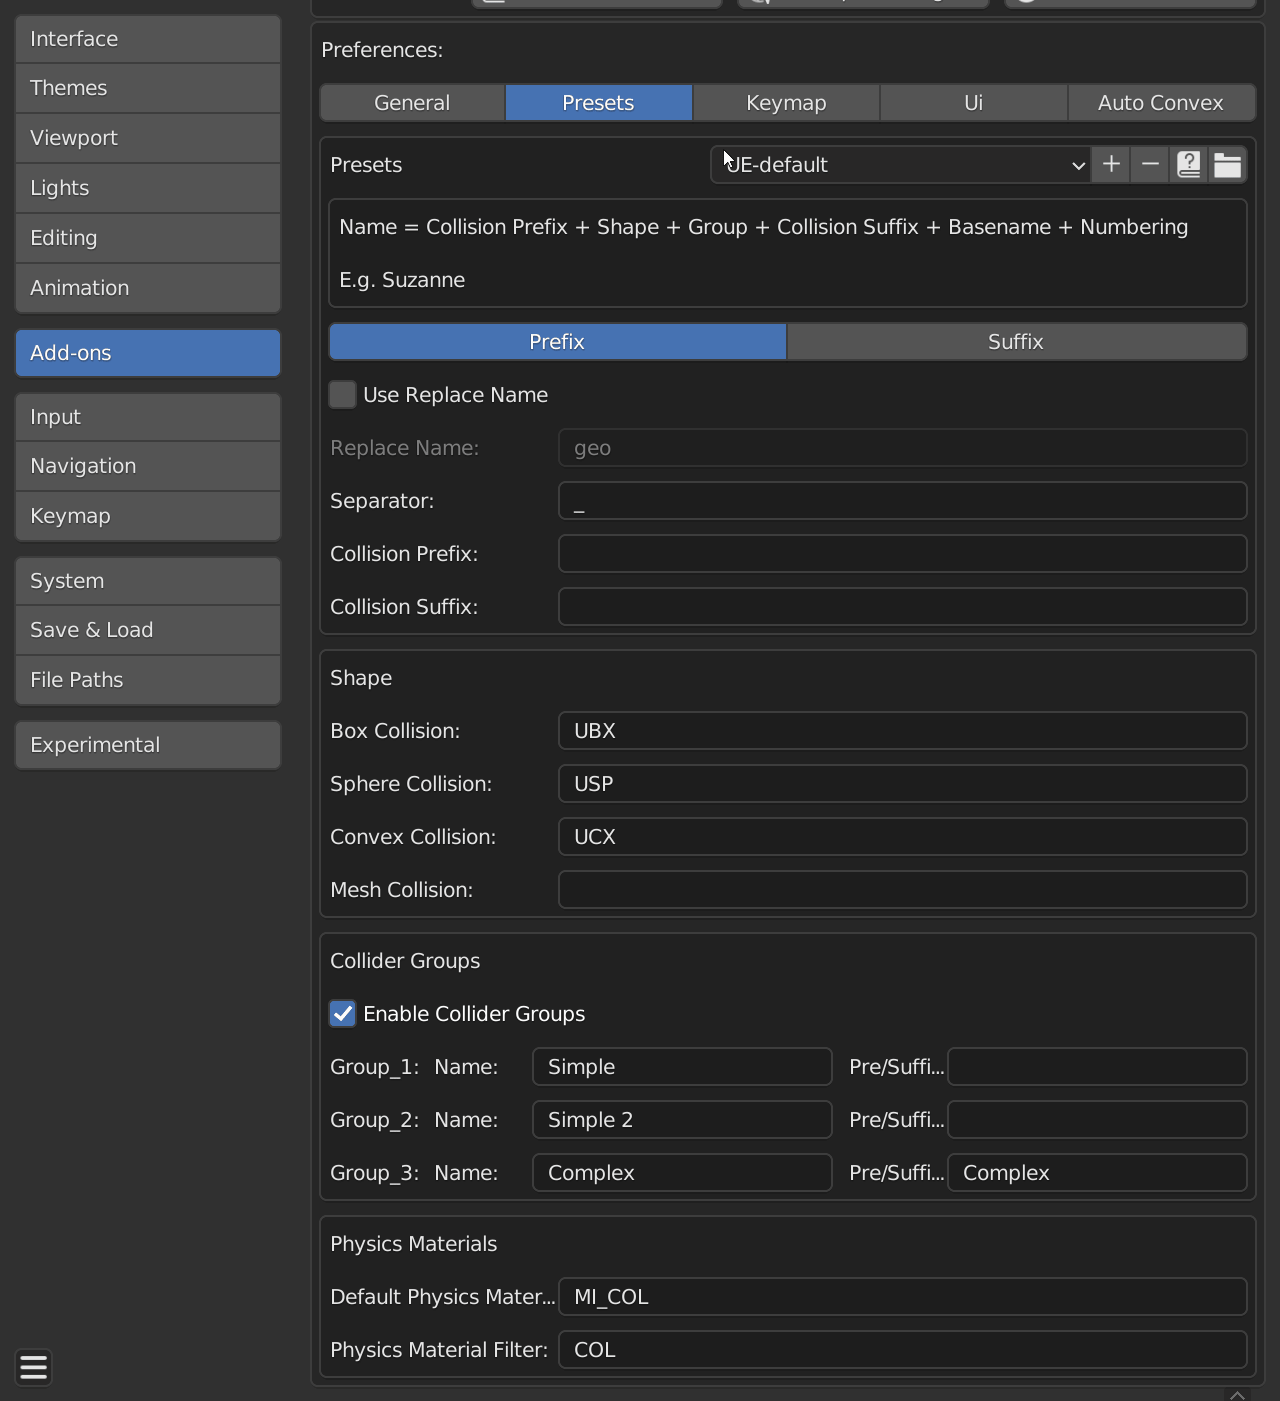 Interface
Themes
Viewport
Lights
Editing
Animation
Add-ons
Input
Navigation
Keymap
System
Save & Load
File Paths
Experimental
Preferences:
General Presets Keymap Ui Auto Convex
Presets UE-default
Name = Collision Prefix + Shape + Group + Collision Suffix + Basename + Numbering
E.g. Suzanne
Prefix Suffix
Use Replace Name
Replace Name: geo
Separator: _
Collision Prefix:
Collision Suffix:
Shape
Box Collision: UBX
Sphere Collision: USP
Convex Collision: UCX
Mesh Collision:
Collider Groups
Enable Collider Groups
Group_1: Name: Simple Pre/Suffi...
Group_2: Name: Simple 2 Pre/Suffi...
Group_3: Name: Complex Pre/Suffi... Complex
Physics Materials
Default Physics Mater... MI_COL
Physics Material Filter: COL